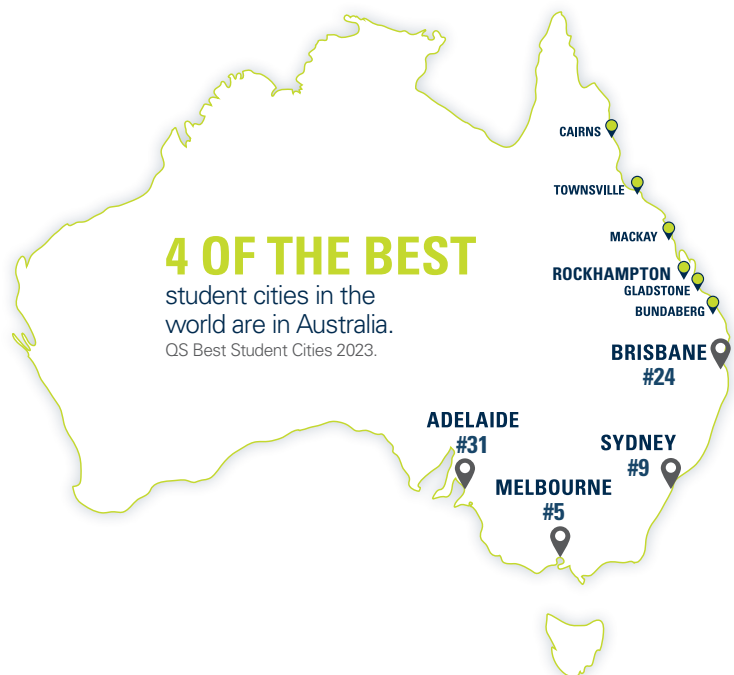 CAIRNS
TOWNSVILLE
MACKAY
4 OF THE BEST
student cities in the
world are in Australia.
QS Best Student Cities 2023.
ROCKHAMPTON
GLADSTONE
BUNDABERG
BRISBANE
#24
ADELAIDE
#31
SYDNEY
#9
MELBOURNE
#5